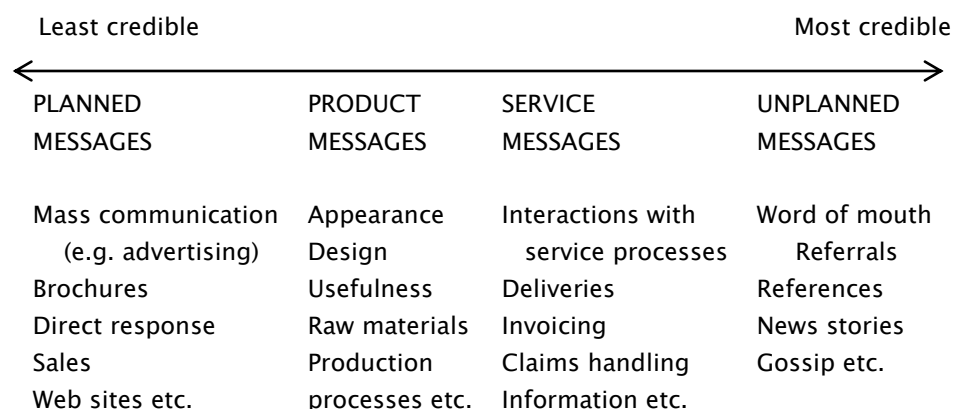 Least credible Most credible
PLANNED PRODUCT SERVICE UNPLANNED
MESSAGES MESSAGES MESSAGES MESSAGES
Mass communication Appearance Interactions with Word of mouth
(e.g. advertising) Design service processes Referrals
Brochures Usefulness Deliveries References
Direct response Raw materials Invoicing News stories
Sales Production Claims handling Gossip etc.
Web sites etc. processes etc. Information etc.